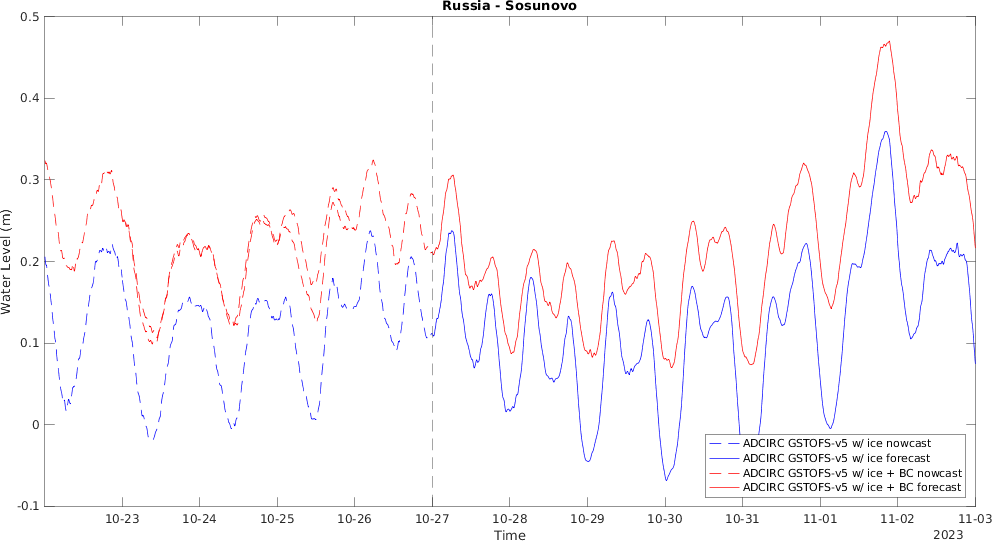 Russia - Sosunovo
0.5
0.4
0.3
0.2
0.1
0
-0.1
Water Level (m)
ADCIRC GSTOFS-v5 w/ ice nowcast
ADCIRC GSTOFS-v5 w/ ice forecast
ADCIRC GSTOFS-v5 w/ ice + BC nowcast
ADCIRC GSTOFS-v5 w/ ice + BC forecast
10-23 10-24 10-25 10-26 10-27 10-28 10-29 10-30 10-31 11-01 11-02 11-03
Time
2023